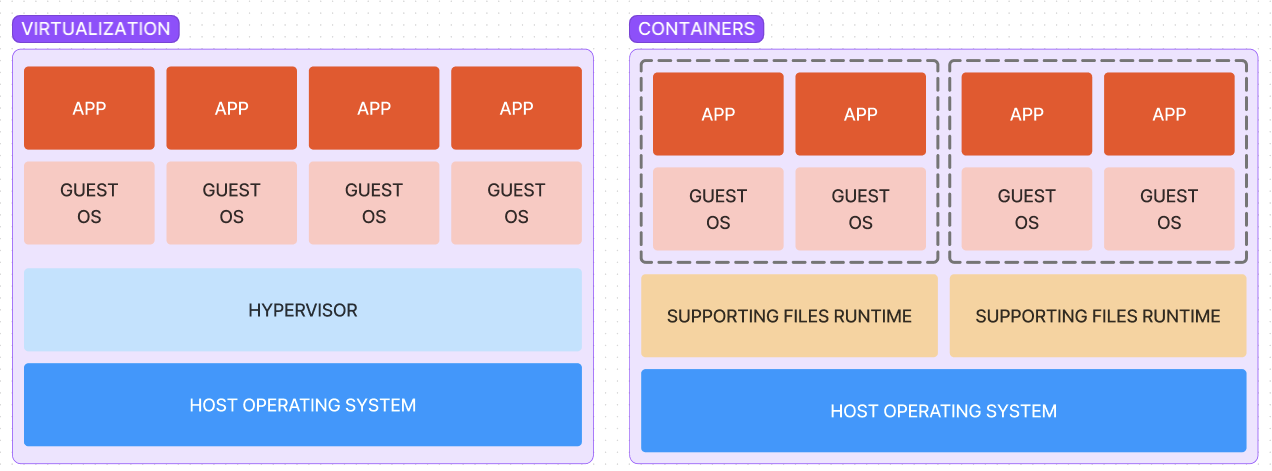 VIRTUALIZATION
APP APP APP APP
GUEST GUEST GUEST GUEST
OS OS OS OS
HYPERVISOR
HOST OPERATING SYSTEM
CONTAINERS
APP APP APP APP
GUEST GUEST GUEST GUEST
OS OS OS OS
SUPPORTING FILES RUNTIME SUPPORTING FILES RUNTIME
HOST OPERATING SYSTEM